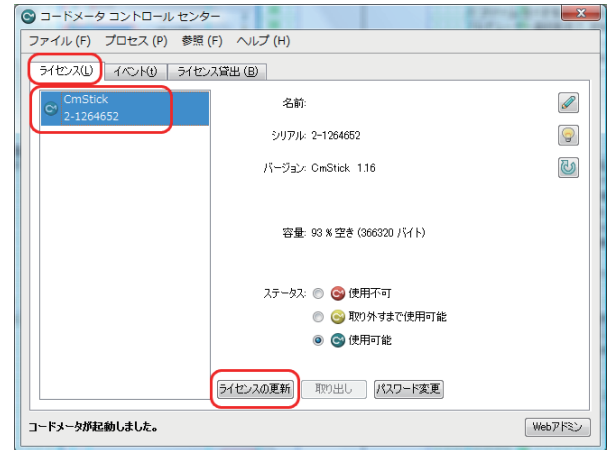 コードメータ コントロール センター
ファイル (F) プロセス (P) 参照 (F) ヘルプ (H)
ライセンス(L) イベント(t) ライセンス貸出 (B)
CmStick
2-1264652
名前:
シリアル: 2-1264652
バージョン: CmStick 1.16
容量: 93 % 空き (366320 バイト)
ステータス: 使用不可
取り外すまで使用可能
使用可能
ライセンスの更新 取り出し パスワード変更
コードメータが起動しました。 Webアドミン